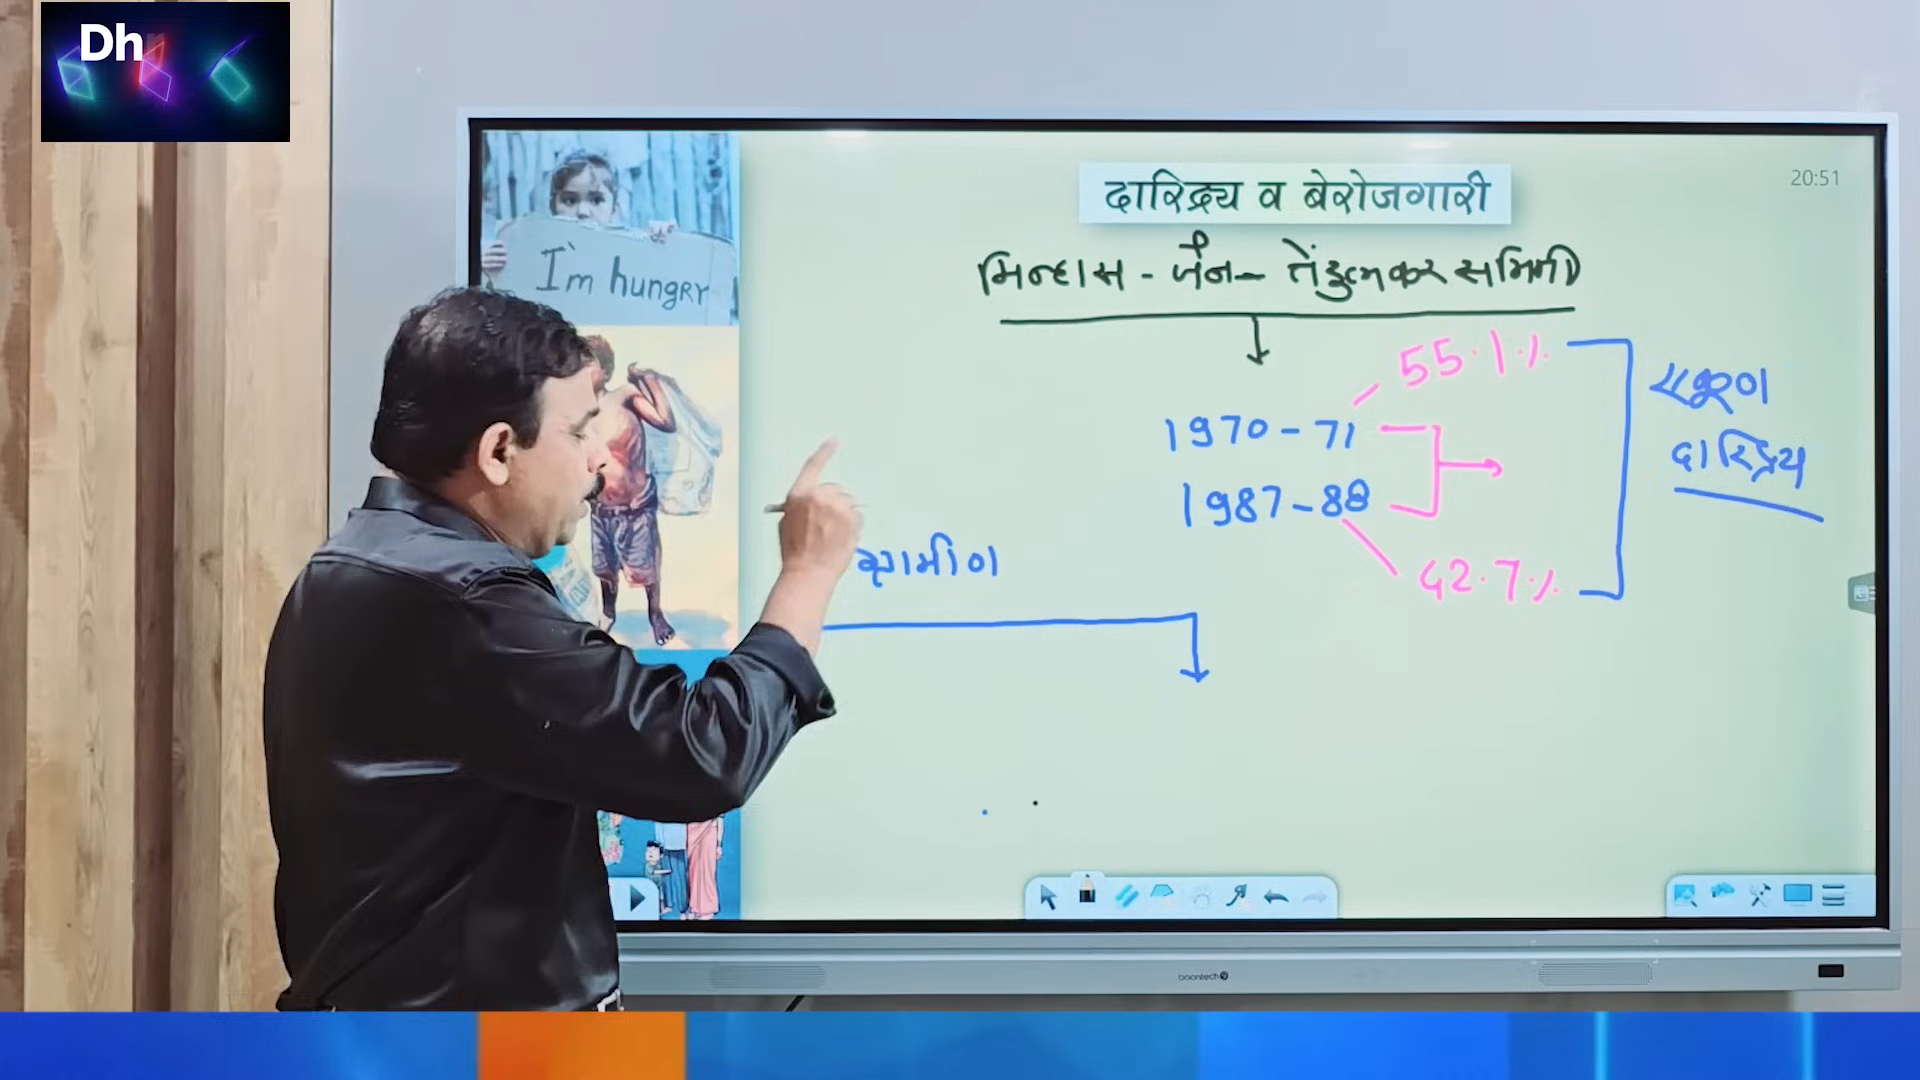 Dh
20:51
दारिद्र्य व बेरोजगारी
I'm hungry
मिन्हास - जैन - तेंडुलकर समिती
55.1%
1970-71
1987-88
42.7%
एकूण
दारिद्र्य
ग्रामीण